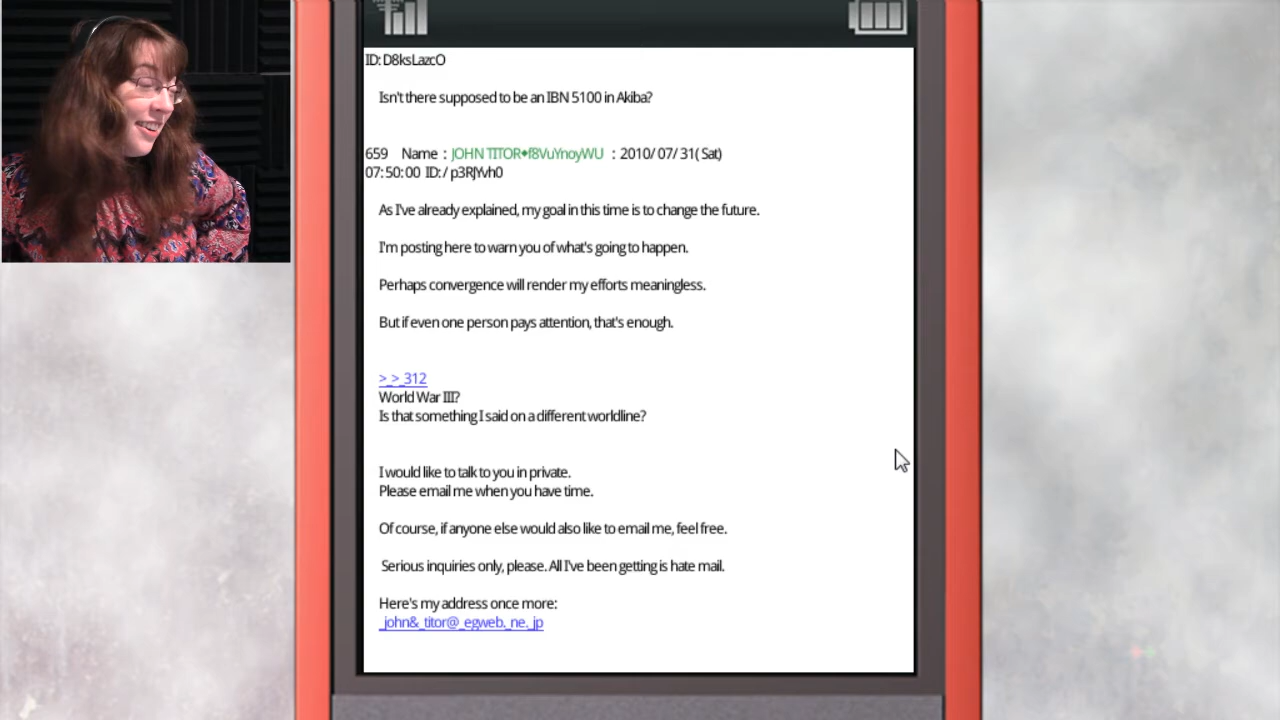 ID: D8ksLazcO
Isn't there supposed to be an IBN 5100 in Akiba?
659 Name : JOHN TITOR◆f8VuYnoyWU : 2010/ 07/ 31( Sat)
07: 50: 00 ID: / p3RJYvh0
As I've already explained, my goal in this time is to change the future.
I'm posting here to warn you of what's going to happen.
Perhaps convergence will render my efforts meaningless.
But if even one person pays attention, that's enough.
>_>_312
World War III?
Is that something I said on a different worldline?
I would like to talk to you in private.
Please email me when you have time.
Of course, if anyone else would also like to email me, feel free.
Serious inquiries only, please. All I've been getting is hate mail.
Here's my address once more:
_john&_titor@_egweb._ne._jp